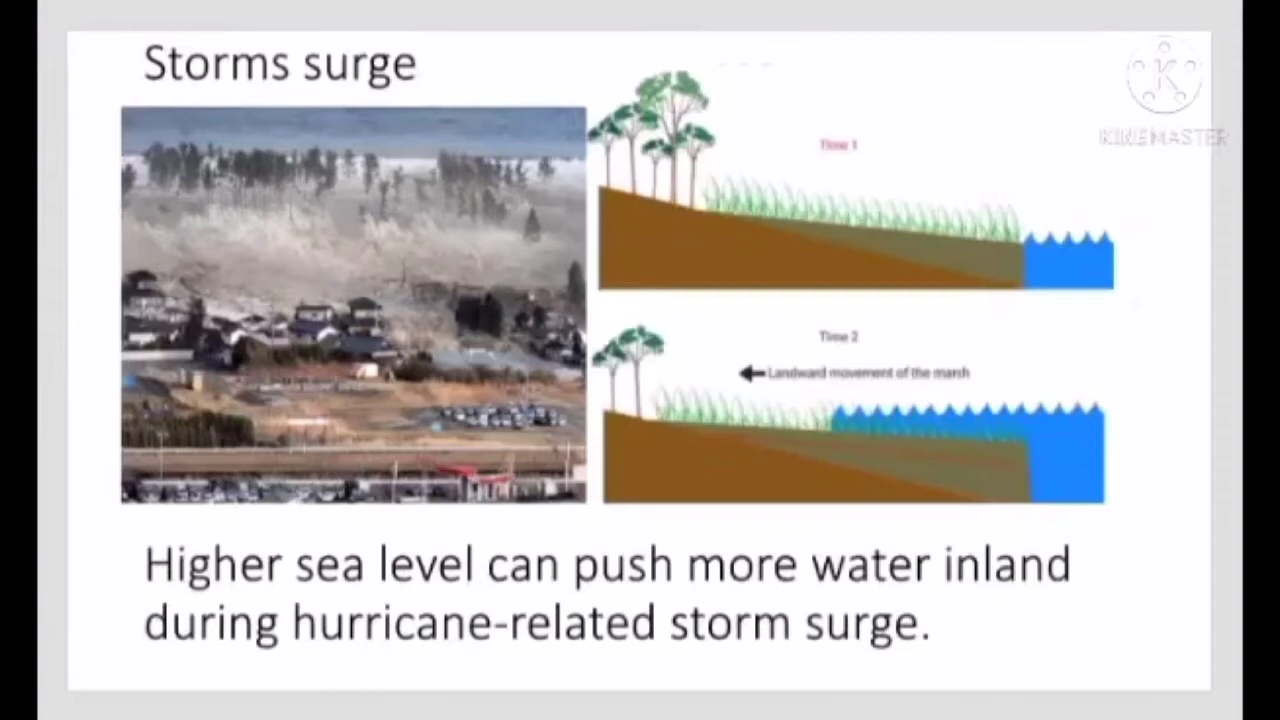 Storms surge
KINEMASTER
Time 1
Time 2
Landward movement of the marsh
Higher sea level can push more water inland
during hurricane-related storm surge.